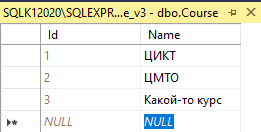 SQLK12020\SQLEXPR...e_v3 - dbo.Course
Id Name
1 ЦИКТ
2 ЦМТО
3 Какой-то курс
NULL NULL